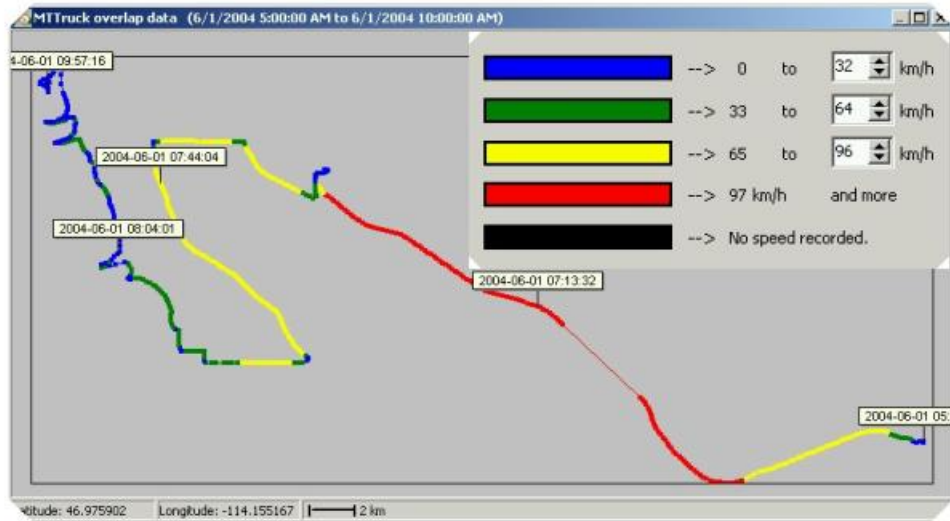 MTTruck overlap data (6/1/2004 5:00:00 AM to 6/1/2004 10:00:00 AM)
4-06-01 09:57:16
--> 0 to 32 km/h
--> 33 to 64 km/h
--> 65 to 96 km/h
--> 97 km/h and more
--> No speed recorded.
2004-06-01 07:44:04
2004-06-01 08:04:01
2004-06-01 07:13:32
2004-06-01 05:
titude: 46.975902 Longitude: -114.155167 2 km